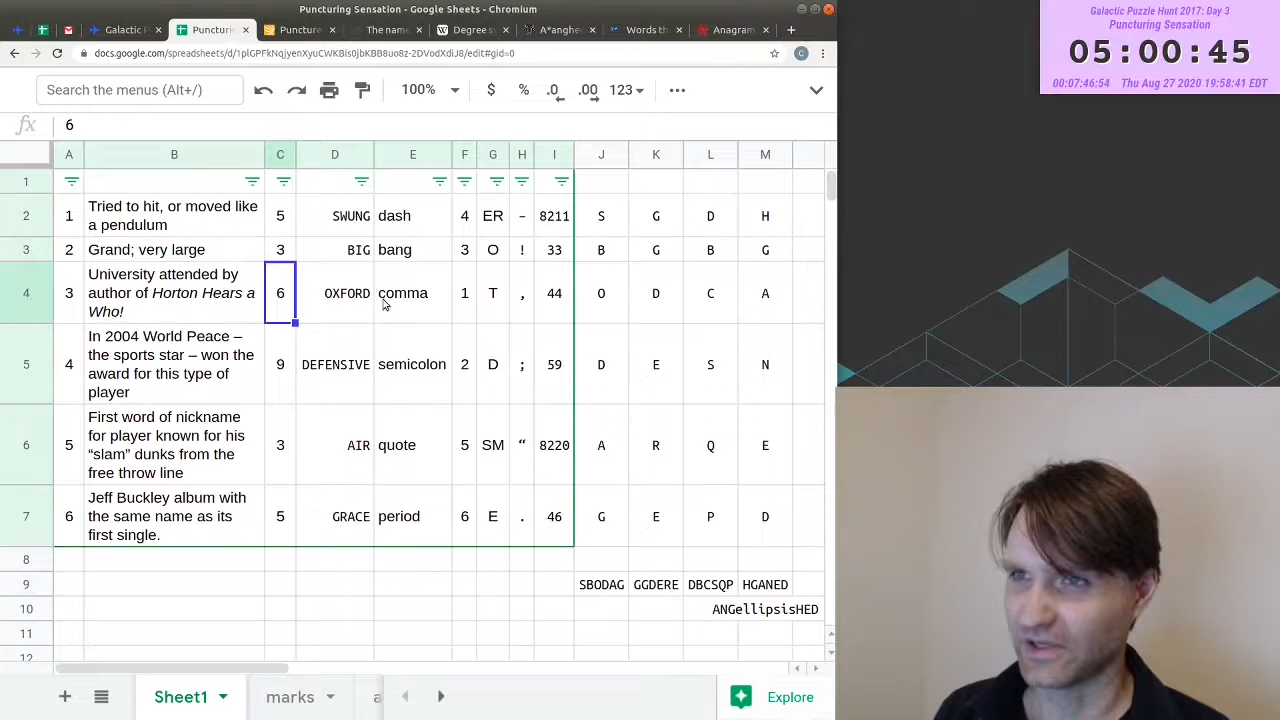 Puncturing Sensation - Google Sheets - Chromium
Galactic P
Puncturi
Puncture
The nam
A*anghe
Words th
Anagram
docs.google.com/spreadsheets/d/
Search the menus (Alt+/)
100%
$ % .0 .00 123
fx 6
A B C D E F G H I J K L M
1
2 1 Tried to hit, or moved like a pendulum 5 SWUNG dash 4 ER – 8211 S G D H
3 2 Grand; very large 3 BIG bang 3 O ! 33 B G B G
4 3 University attended by author of Horton Hears a Who! 6 OXFORD comma 1 T , 44 O D C A
5 4 In 2004 World Peace – the sports star – won the award for this type of player 9 DEFENSIVE semicolon 2 D ; 59 D E S N
6 5 First word of nickname for player known for his “slam” dunks from the free throw line 3 AIR quote 5 SM “ 8220 A R Q E
7 6 Jeff Buckley album with the same name as its first single. 5 GRACE period 6 E . 46 G E P D
8
9 SBODAG GGDERE DBCSQP HGANED
10 ANGellipsisHED
11
12
Sheet1 marks a
Explore
Galactic Puzzle Hunt 2017: Day 3
Puncturing Sensation
05:00:45
00:07:46:54 Thu Aug 27 2020 19:58:41 EDT